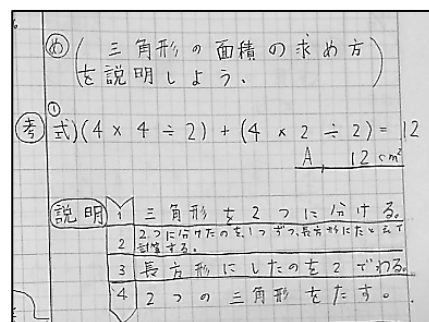 め 三角形の面積の求め方
を説明しよう、
①
考 式)(4×4÷2)+(4×2÷2)=12
A, 12cm²
説明 1 三角形を2つに分ける。
2 2つに分けたのを、1つずつ、長方形にたとえて
計算する。
3 長方形にしたのを2でわる。
4 2つの三角形をたす。